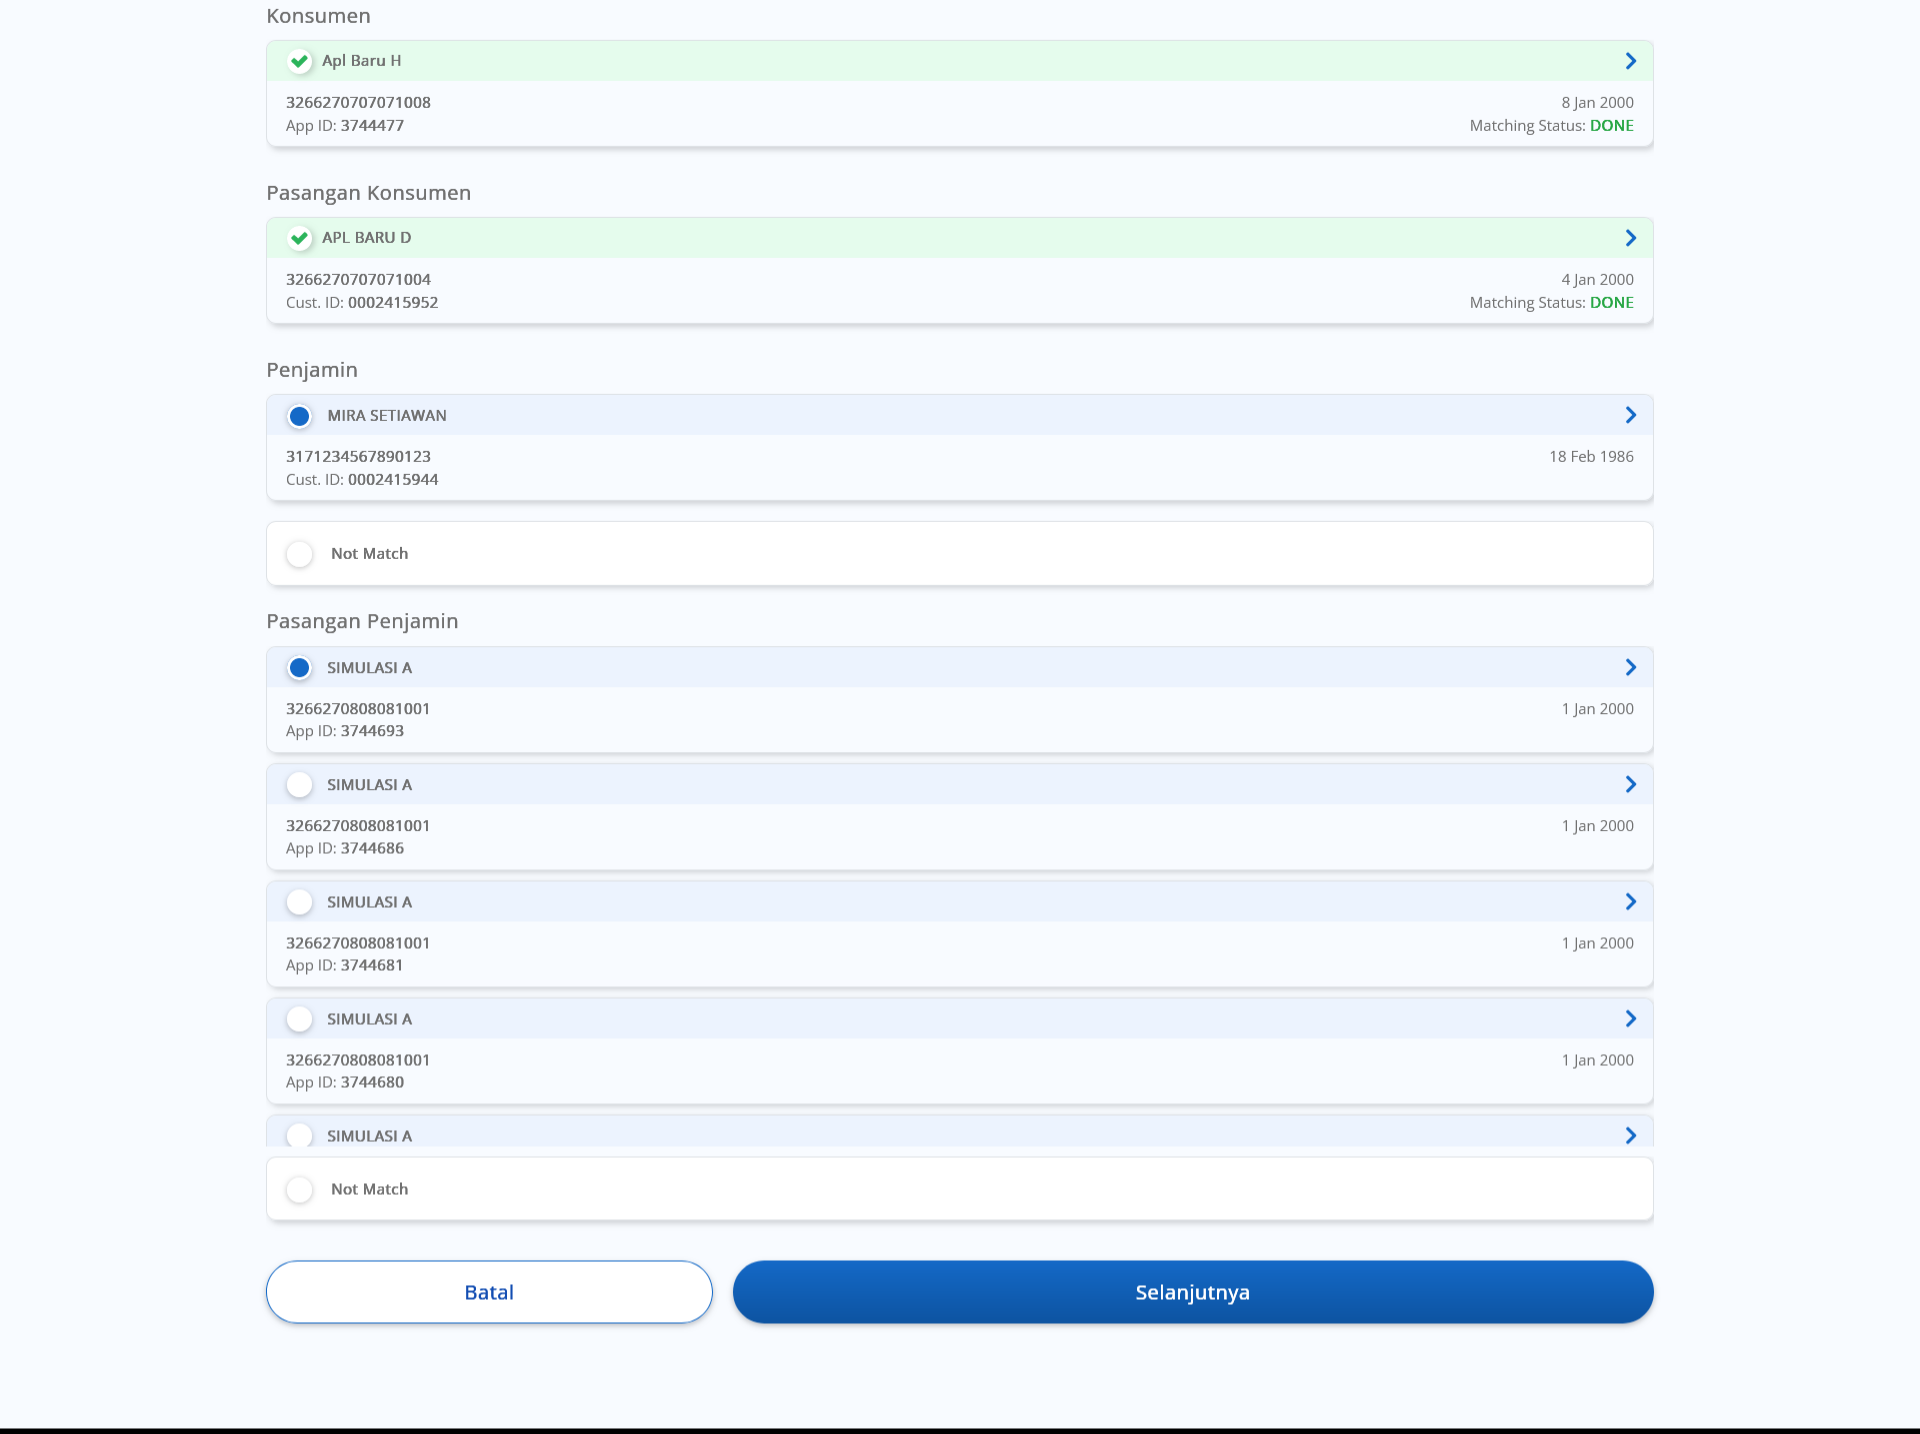 Konsumen
Apl Baru H
3266270707071008
8 Jan 2000
App ID: 3744477
Matching Status: DONE
Pasangan Konsumen
APL BARU D
3266270707071004
4 Jan 2000
Cust. ID: 0002415952
Matching Status: DONE
Penjamin
MIRA SETIAWAN
3171234567890123
18 Feb 1986
Cust. ID: 0002415944
Not Match
Pasangan Penjamin
SIMULASI A
3266270808081001
1 Jan 2000
App ID: 3744693
SIMULASI A
3266270808081001
1 Jan 2000
App ID: 3744686
SIMULASI A
3266270808081001
1 Jan 2000
App ID: 3744681
SIMULASI A
3266270808081001
1 Jan 2000
App ID: 3744680
SIMULASI A
Not Match
Batal
Selanjutnya